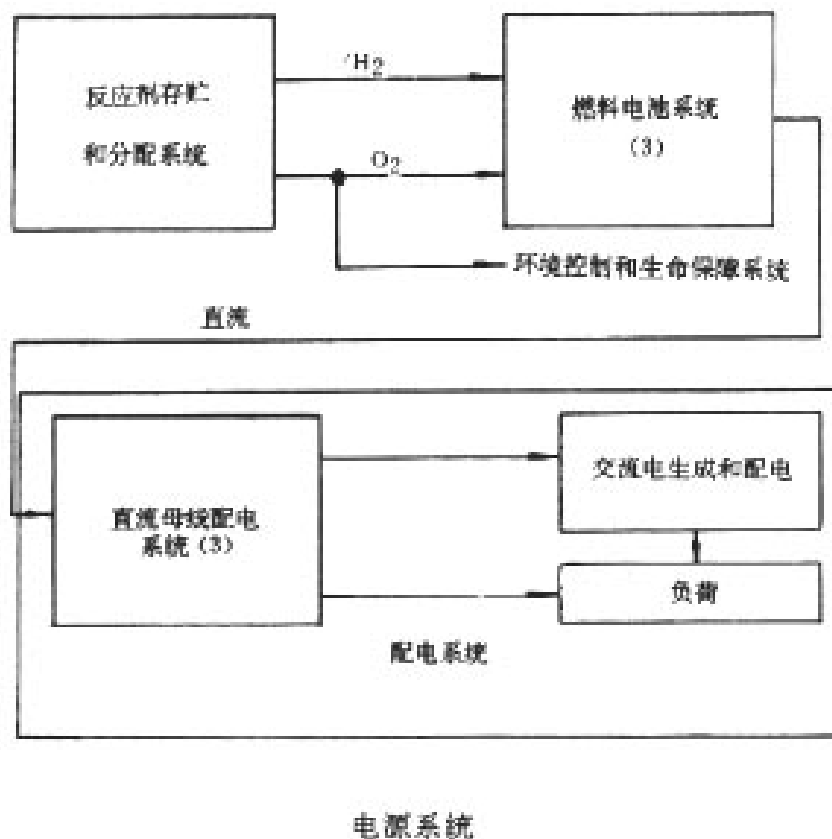 反应剂存贮
和分配系统
H2
O2
燃料电池系统
(3)
环境控制和生命保障系统
直流
直流母线配电
系统(3)
交流电生成和配电
负荷
配电系统
电源系统